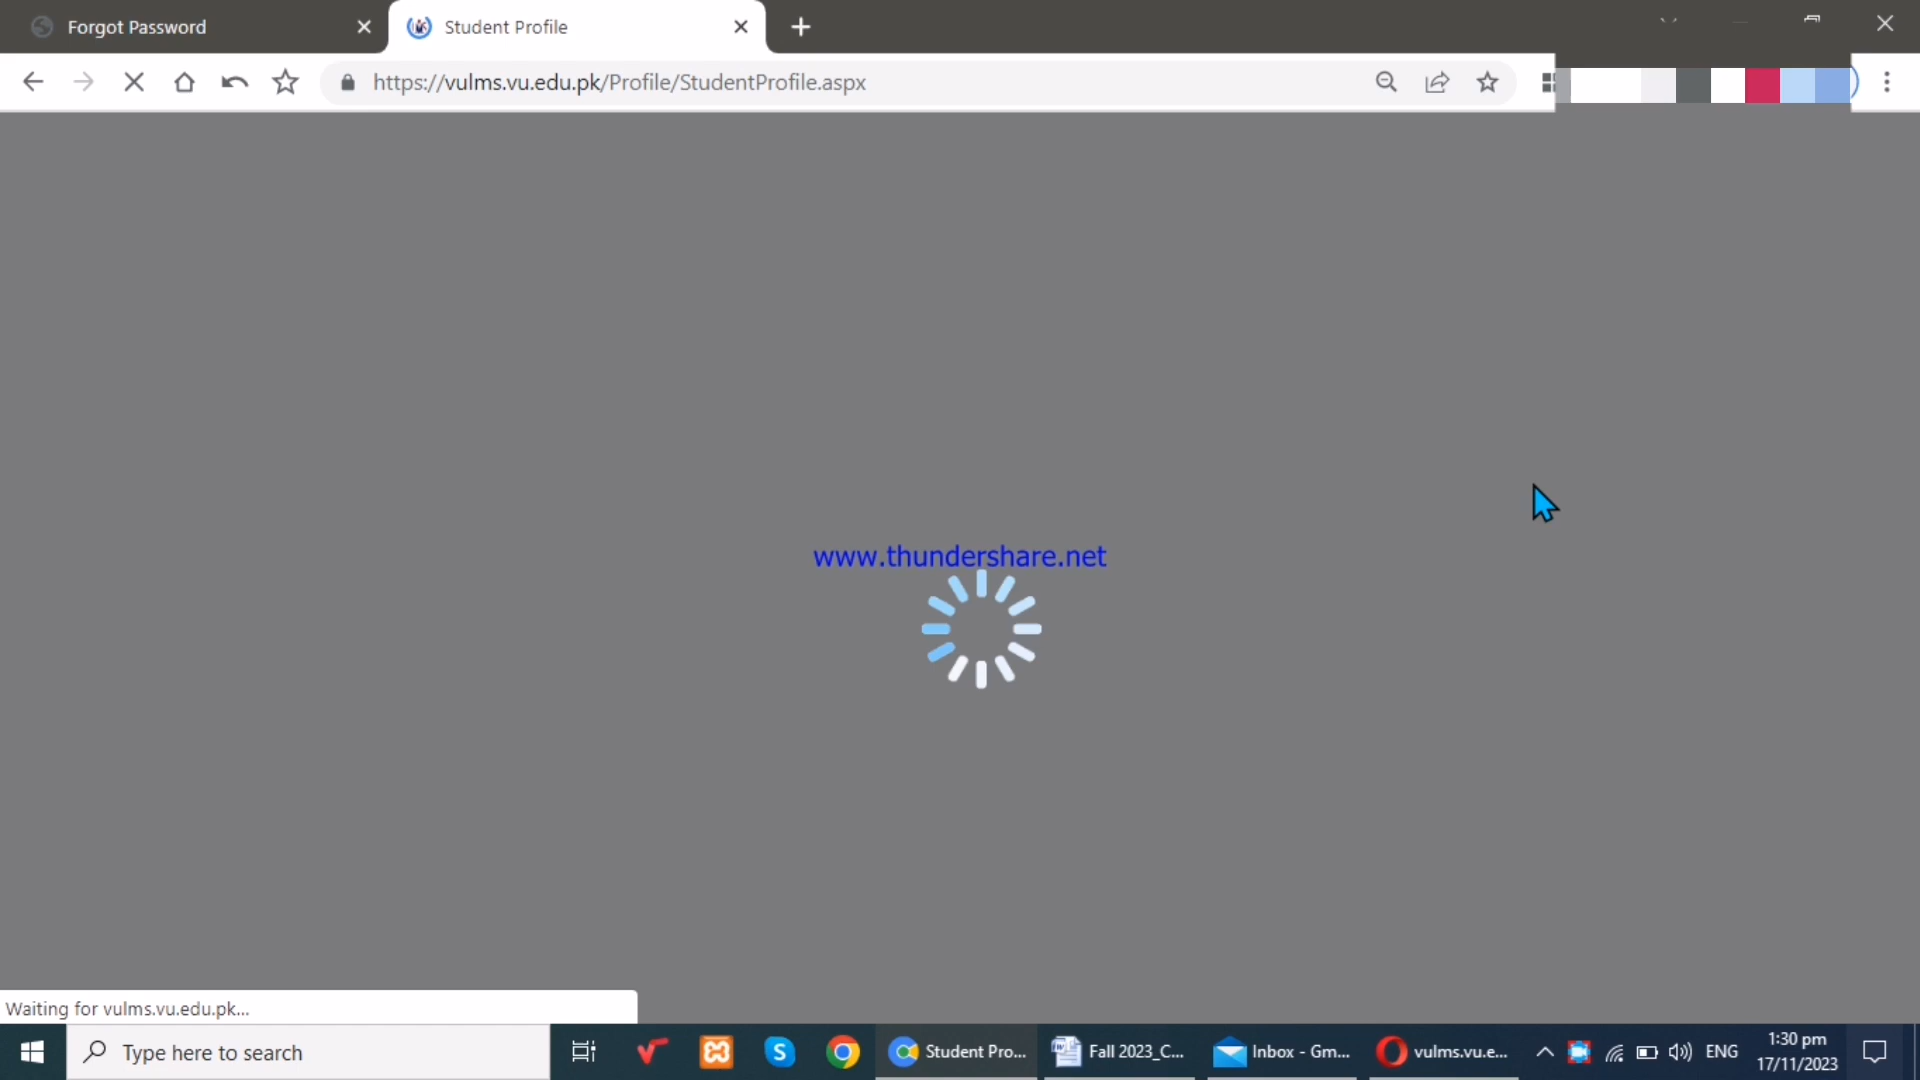 Forgot Password
Student Profile
https://vulms.vu.edu.pk/Profile/StudentProfile.aspx
www.thundershare.net
Waiting for vulms.vu.edu.pk...
Type here to search
Student Pro...
Fall 2023_C...
Inbox - Gm...
vulms.vu.e...
ENG
1:30 pm
17/11/2023